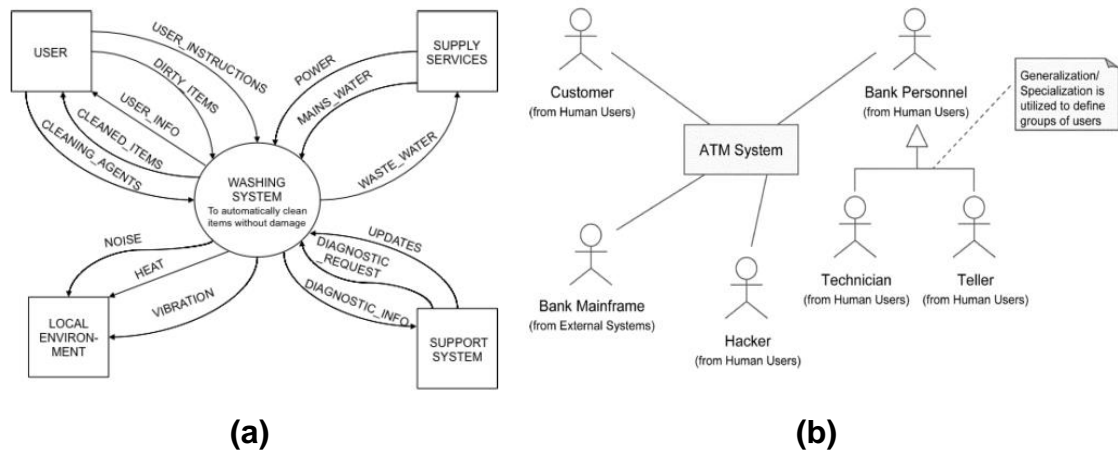 USER
USER_INSTRUCTIONS
DIRTY_ITEMS
USER_INFO
CLEANED_ITEMS
CLEANING_AGENTS
SUPPLY
SERVICES
POWER
MAINS_WATER
WASTE_WATER
WASHING
SYSTEM
To automatically clean
items without damage
NOISE
HEAT
VIBRATION
LOCAL
ENVIRON-
MENT
UPDATES
DIAGNOSTIC
_REQUEST
DIAGNOSTIC_INFO
SUPPORT
SYSTEM
(a)
Customer
(from Human Users)
Bank Personnel
(from Human Users)
Generalization/
Specialization is
utilized to define
groups of users
ATM System
Bank Mainframe
(from External Systems)
Hacker
(from Human Users)
Technician
(from Human Users)
Teller
(from Human Users)
(b)